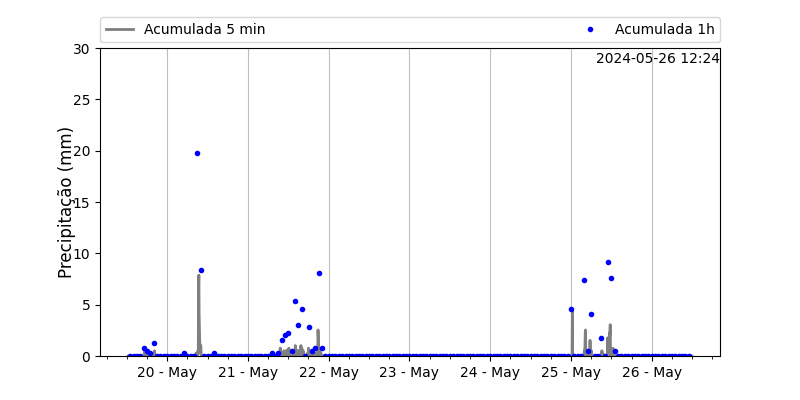 Acumulada 5 min
Acumulada 1h
2024-05-26 12:24
Precipitação (mm)
30
25
20
15
10
5
0
20 - May
21 - May
22 - May
23 - May
24 - May
25 - May
26 - May